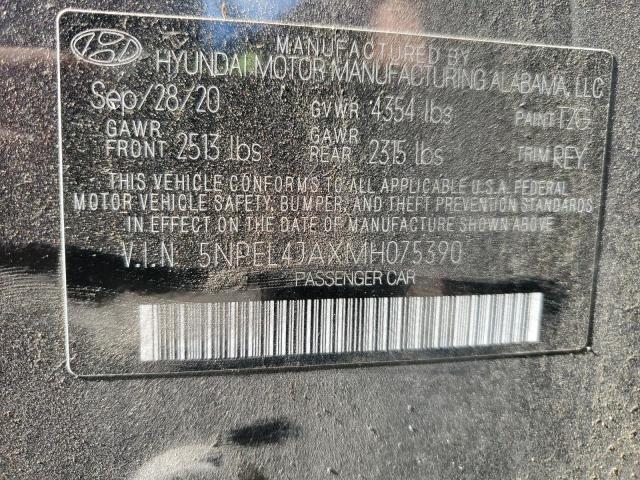 MANUFACTURED BY
HYUNDAI MOTOR MANUFACTURING ALABAMA, LLC
Sep/28/20 GVWR 4354 lbs PAINT
GAWR FRONT 2513 lbs GAWR REAR 2315 lbs TRIM REY
THIS VEHICLE CONFORMS TO ALL APPLICABLE U.S.A. FEDERAL
MOTOR VEHICLE SAFETY, BUMPER, AND THEFT PREVENTION STANDARDS
IN EFFECT ON THE DATE OF MANUFACTURE SHOWN ABOVE.
V.I.N. 5NPEL4JAXMH075390
PASSENGER CAR